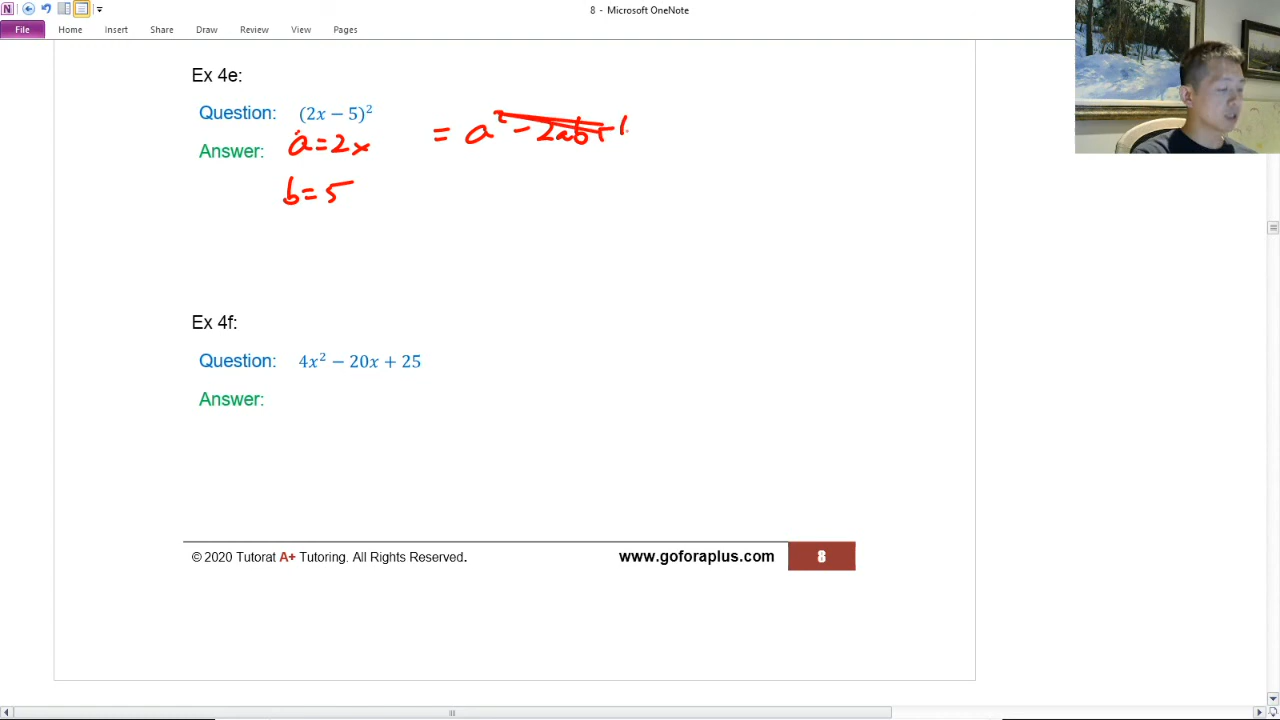 8 - Microsoft OneNote
File Home Insert Share Draw Review View Pages
Ex 4e:
Question: (2x − 5)²
= a² − 2ab +
Answer: a = 2x
b = 5
Ex 4f:
Question: 4x² − 20x + 25
Answer:
© 2020 Tutorat A+ Tutoring. All Rights Reserved. www.goforaplus.com 8